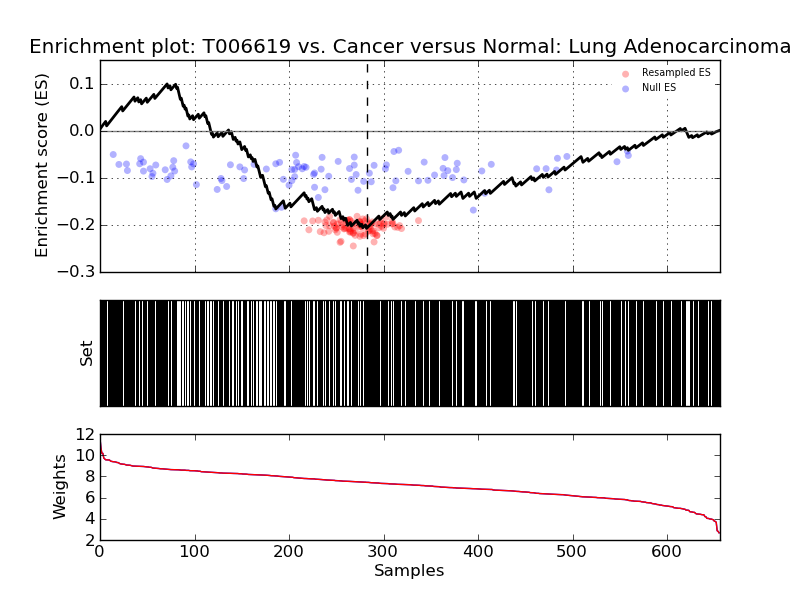 Enrichment plot: T006619 vs. Cancer versus Normal: Lung Adenocarcinoma
Resampled ES
Null ES
Enrichment score (ES)
0.1
0.0
−0.1
−0.2
−0.3
Set
Weights
12
10
8
6
4
2
0 100 200 300 400 500 600
Samples